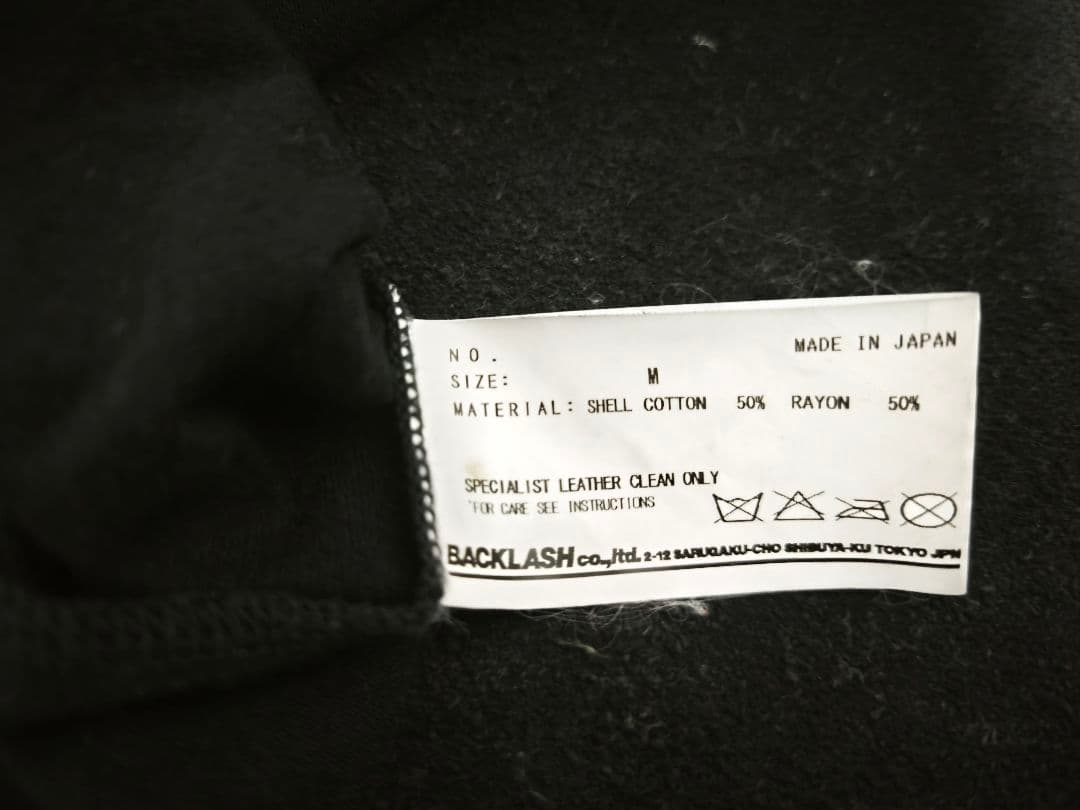 NO.
MADE IN JAPAN
SIZE: M
MATERIAL: SHELL COTTON 50% RAYON 50%
SPECIALIST LEATHER CLEAN ONLY
*FOR CARE SEE INSTRUCTIONS
BACKLASH co.,ltd. 2-12 SARUGAKU-CHO SHIBUYA-KU TOKYO JPN